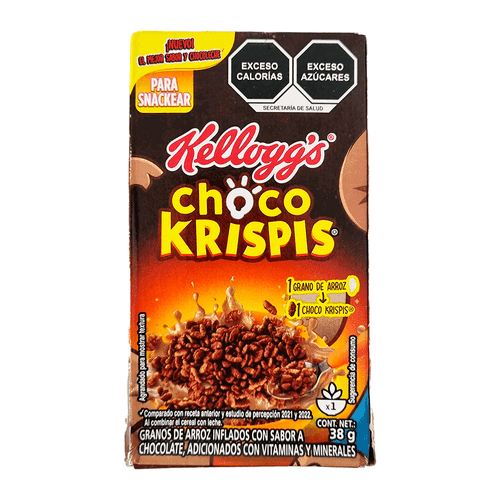 ¡NUEVO!
EL MEJOR SABOR Y CHOCOLECHE*
PARA
SNACKEAR
EXCESO
CALORÍAS
EXCESO
AZÚCARES
SECRETARÍA DE SALUD
Kellogg's®
CHOCO
KRISPIS®
1 GRANO DE ARROZ
1 CHOCO KRISPIS®
Agrandado para mostrar textura
Sugerencia de consumo
x1
*Comparado con receta anterior y estudio de percepción 2021 y 2022.
Al combinar el cereal con leche.
CONT. NET.:
38 g
GRANOS DE ARROZ INFLADOS CON SABOR A
CHOCOLATE, ADICIONADOS CON VITAMINAS Y MINERALES